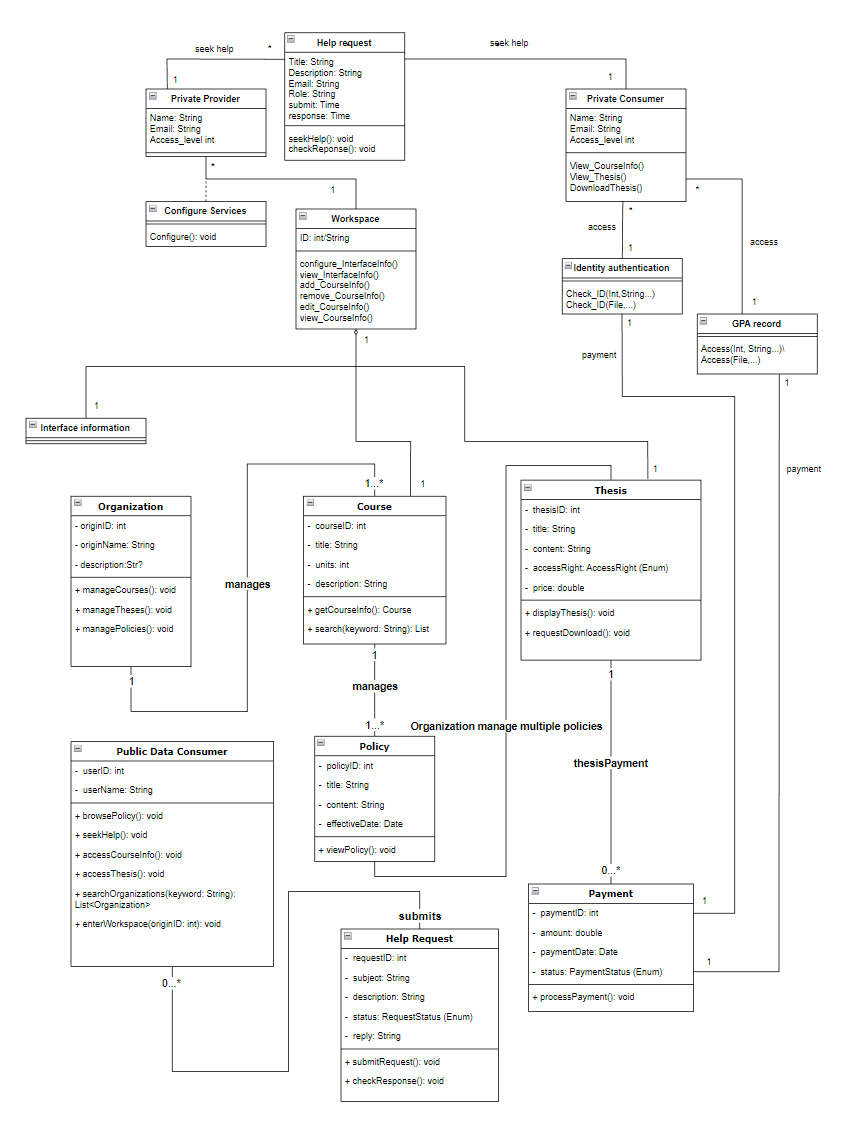 Help request
Title: String
Description: String
Email: String
Role: String
submit: Time
response: Time
seekHelp(): void
checkReponse(): void
seek help
*
1
seek help
*
1
Private Provider
Name: String
Email: String
Access_level int
*
1
Private Consumer
Name: String
Email: String
Access_level int
View_CourseInfo()
View_Thesis()
DownloadThesis()
*
*
access
1
access
1
Configure Services
Configure(): void
Workspace
ID: int/String
configure_InterfaceInfo()
view_InterfaceInfo()
add_CourseInfo()
remove_CourseInfo()
edit_CourseInfo()
view_CourseInfo()
1
Identity authentication
Check_ID(Int,String...)
Check_ID(File,...)
1
payment
GPA record
Access(Int, String...)\
Access(File,...)
1
payment
1
Interface information
1
1
1...*
Organization
- originID: int
- originName: String
- description:Str?
+ manageCourses(): void
+ manageTheses(): void
+ managePolicies(): void
1
manages
Course
- courseID: int
- title: String
- units: int
- description: String
+ getCourseInfo(): Course
+ search(keyword: String): List
1
manages
1...*
Thesis
- thesisID: int
- title: String
- content: String
- accessRight: AccessRight (Enum)
- price: double
+ displayThesis(): void
+ requestDownload(): void
1
thesisPayment
0...*
Organization manage multiple policies
Policy
- policyID: int
- title: String
- content: String
- effectiveDate: Date
+ viewPolicy(): void
Public Data Consumer
- userID: int
- userName: String
+ browsePolicy(): void
+ seekHelp(): void
+ accessCourseInfo(): void
+ accessThesis(): void
+ searchOrganizations(keyword: String):
List<Organization>
+ enterWorkspace(originID: int): void
0...*
submits
Payment
- paymentID: int
- amount: double
- paymentDate: Date
- status: PaymentStatus (Enum)
+ processPayment(): void
1
1
Help Request
- requestID: int
- subject: String
- description: String
- status: RequestStatus (Enum)
- reply: String
+ submitRequest(): void
+ checkResponse(): void